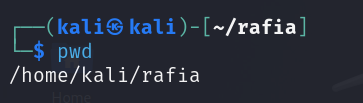 ┌──(kali㉿kali)-[~/rafia]
└─$ pwd
/home/kali/rafia